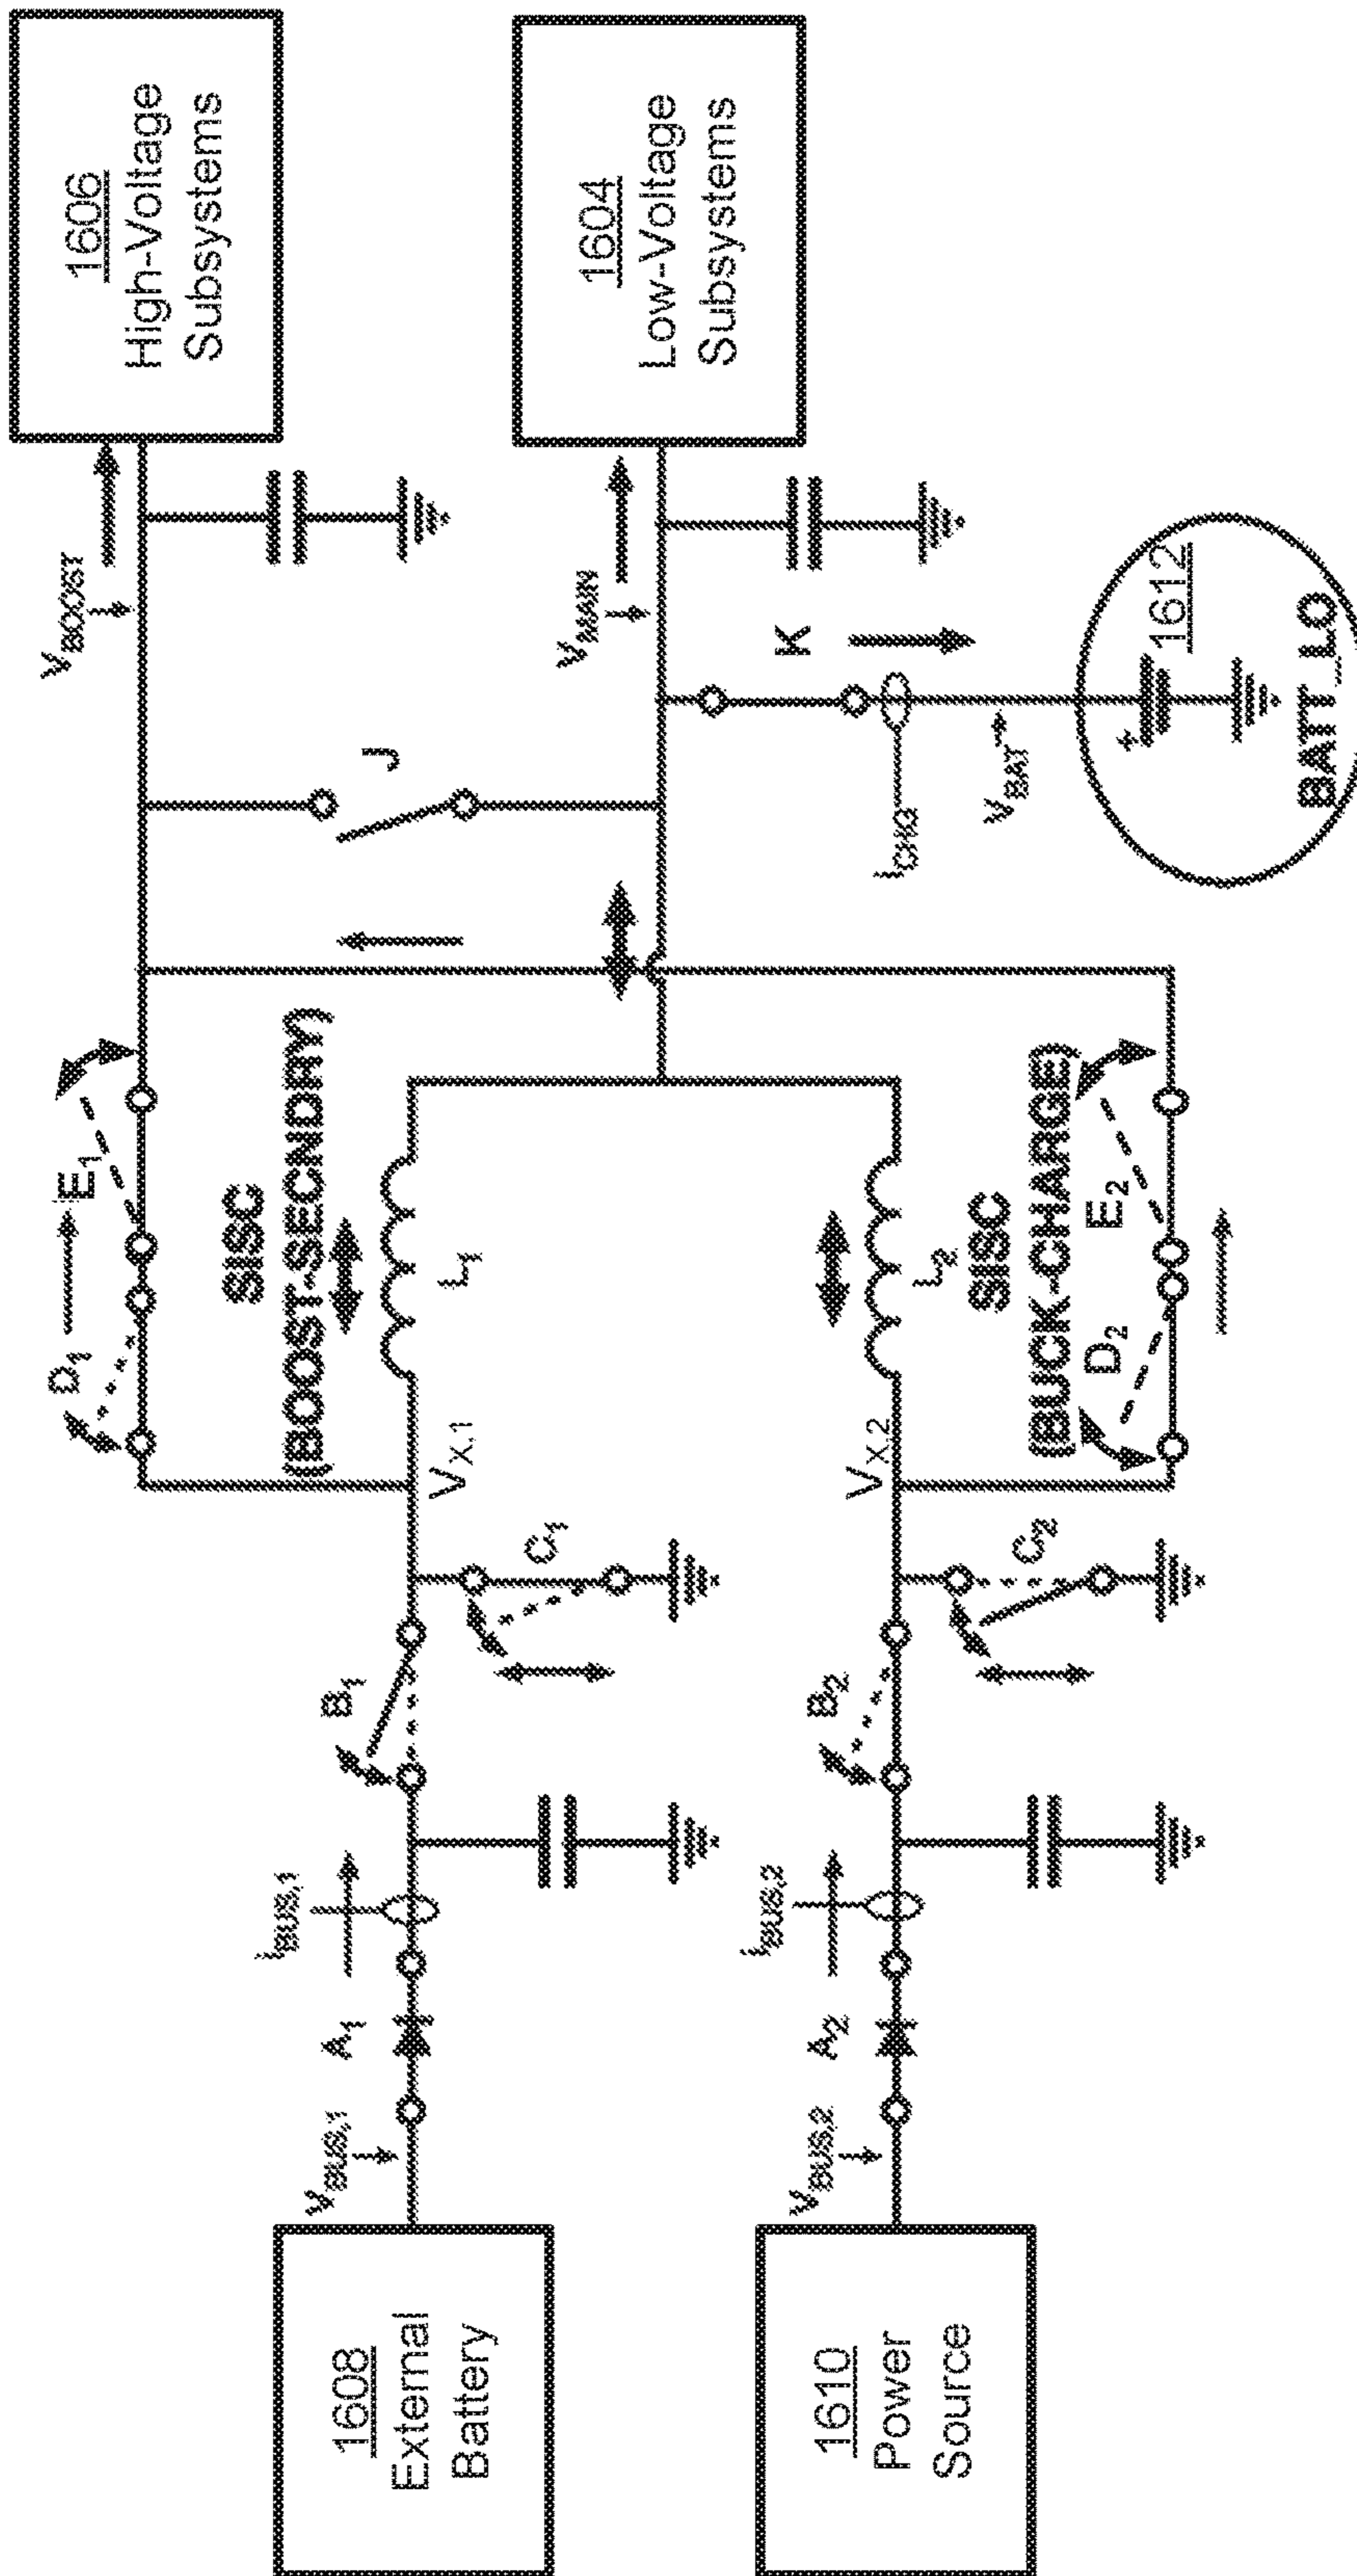 1608
External
Battery
V_BUS,1
A₁
i_BUS,1
B₁
C₁
V_X,1
D₁
E₁
SISC
(BOOST-SECNDRY)
L₁
V_BOOST
1606
High-Voltage
Subsystems
J
V_MAIN
1604
Low-Voltage
Subsystems
K
I_CHG
V_BAT
+
1612
BATT_LO
1610
Power
Source
V_BUS,2
A₂
i_BUS,2
B₂
C₂
V_X,2
L₂
SISC
(BUCK-CHARGE)
D₂
E₂